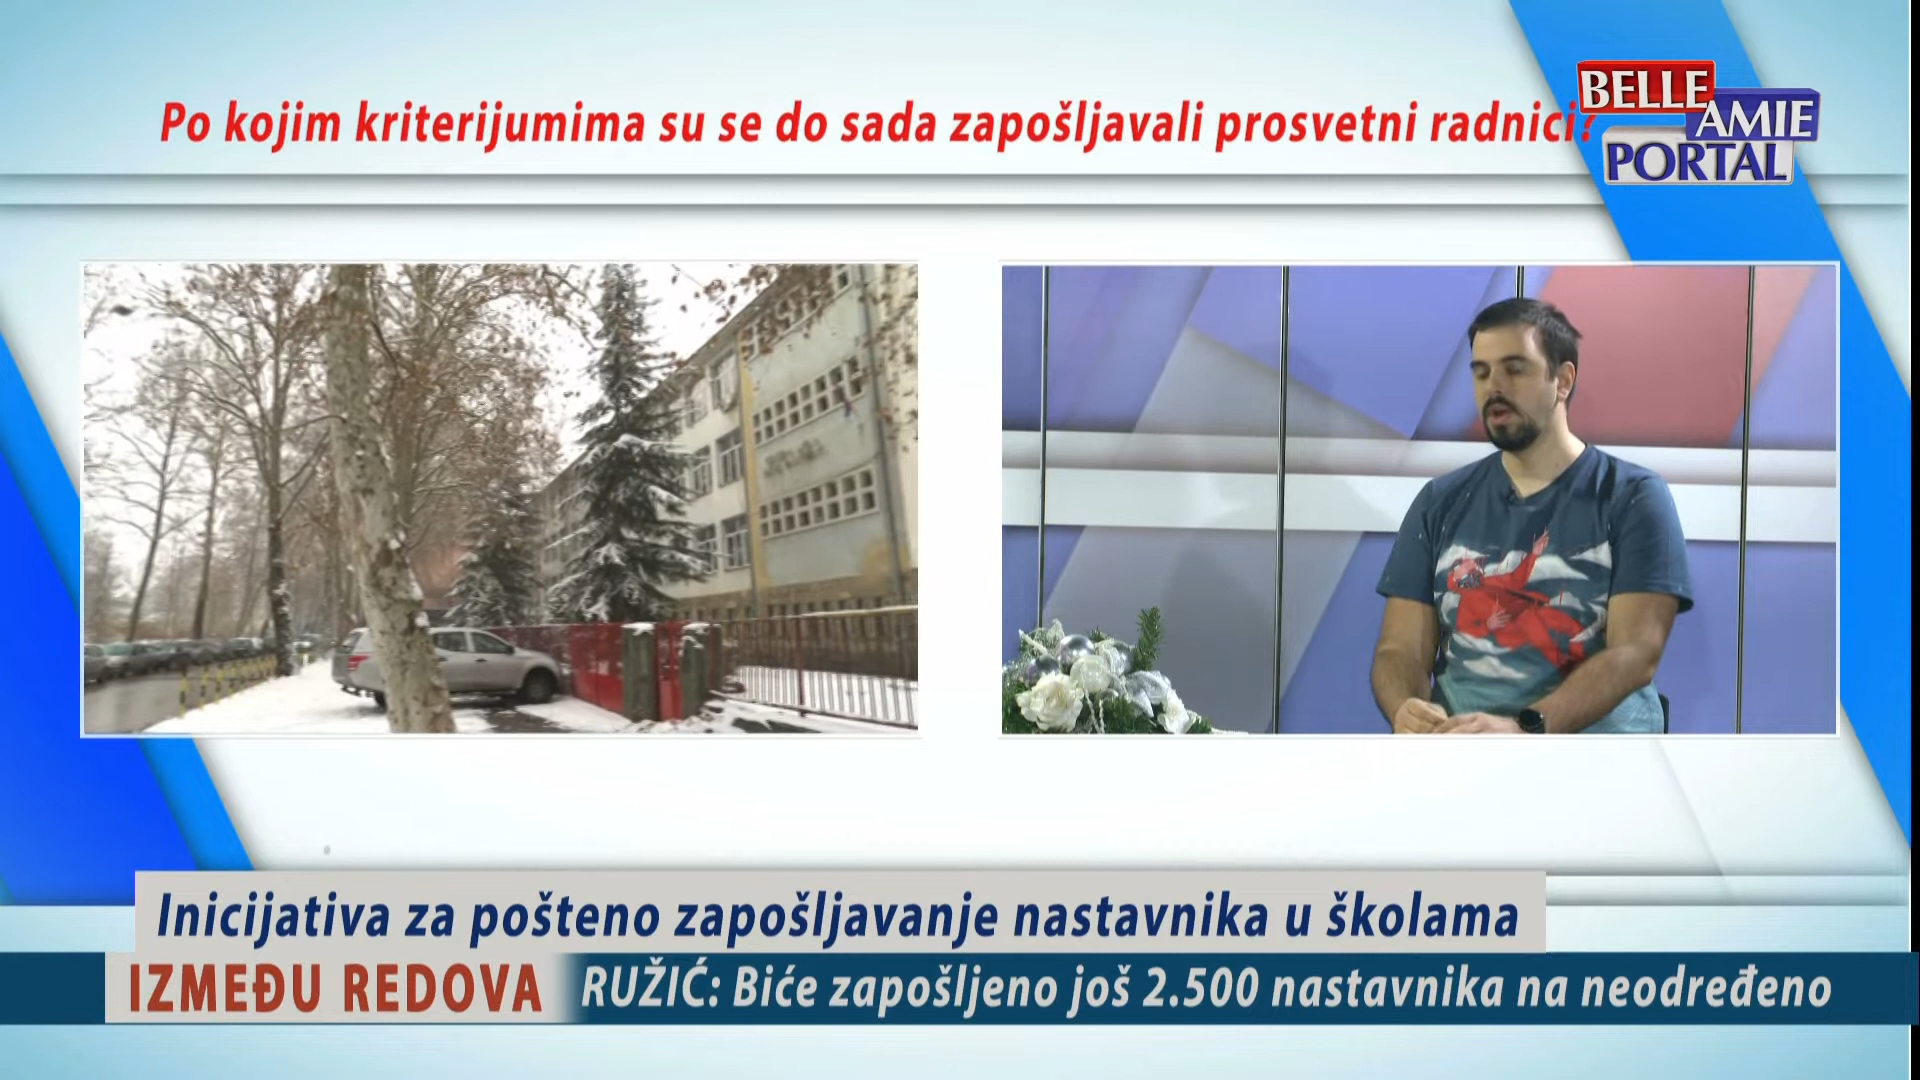 Po kojim kriterijumima su se do sada zapošljavali prosvetni radnici?
BELLE
AMIE
PORTAL
Inicijativa za pošteno zapošljavanje nastavnika u školama
IZMEĐU REDOVA
RUŽIĆ: Biće zapošljeno još 2.500 nastavnika na neodređeno